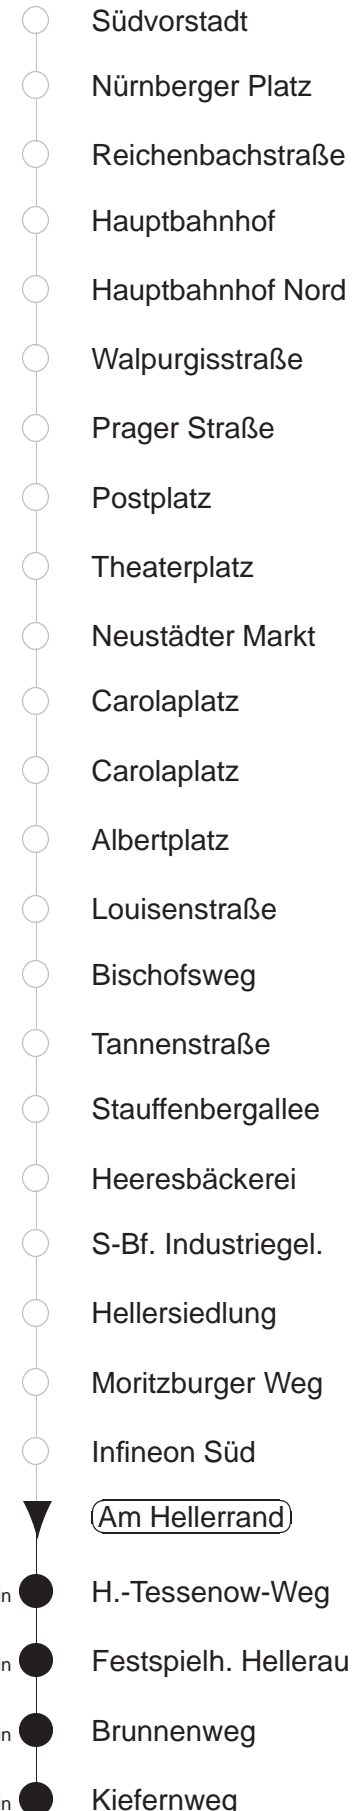 Südvorstadt
Nürnberger Platz
Reichenbachstraße
Hauptbahnhof
Hauptbahnhof Nord
Walpurgisstraße
Prager Straße
Postplatz
Theaterplatz
Neustädter Markt
Carolaplatz
Carolaplatz
Albertplatz
Louisenstraße
Bischofsweg
Tannenstraße
Stauffenbergallee
Heeresbäckerei
S-Bf. Industriegel.
Hellersiedlung
Moritzburger Weg
Infineon Süd
Am Hellerrand
H.-Tessenow-Weg
Festspielh. Hellerau
Brunnenweg
Kiefernweg